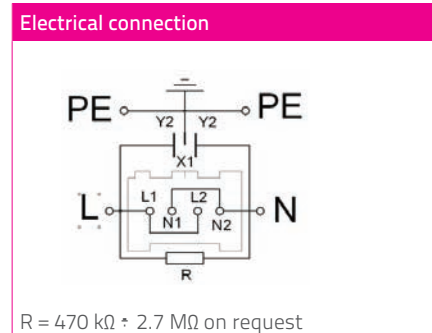 Electrical connection
PE PE
Y2 Y2
X1
L L1 L2 N
N1 N2
R
R = 470 kΩ ÷ 2.7 MΩ on request